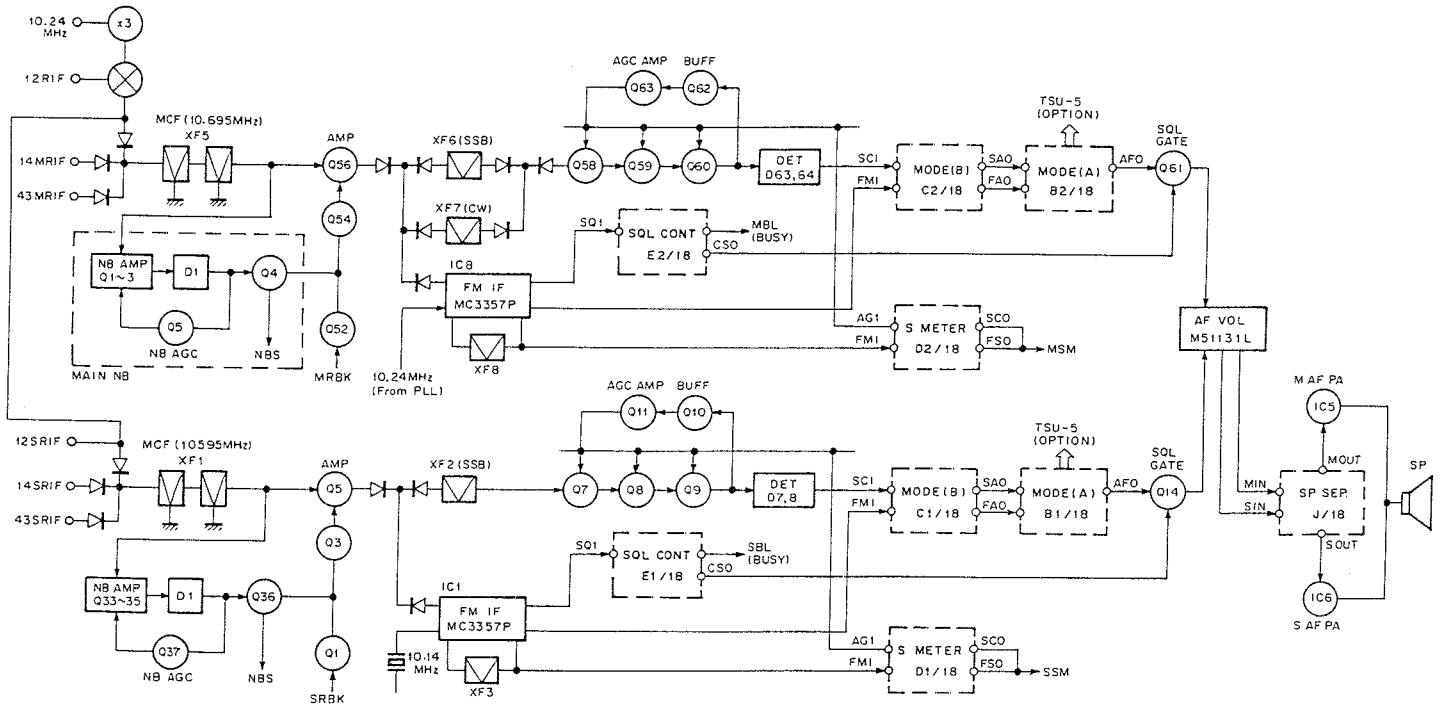 10.24
MHz
x3
12RIF
MCF (10.695MHz)
XF5
14MRIF
43MRIF
AMP
Q56
Q54
Q52
MRBK
NB AMP
Q1~3
D1
Q4
Q5
NB AGC
NBS
MAIN NB
XF6(SSB)
XF7(CW)
IC8
FM IF
MC3357P
XF8
10.24MHz
(From PLL)
AGC AMP
BUFF
Q63
Q62
Q58
Q59
Q60
DET
D63,64
SQ1
SQL CONT
E2/18
MBL
(BUSY)
CSO
SCI
FMI
MODE(B)
C2/18
SAO
FAO
TSU-5
(OPTION)
MODE(A)
B2/18
AFO
SQL
GATE
Q61
AG1
FMI
S METER
D2/18
SCO
FSO
MSM
AF VOL
M51131L
12SRIF
MCF (10595MHz)
XF1
14SRIF
43SRIF
AMP
Q5
Q3
Q1
SRBK
NB AMP
Q33~35
D1
Q36
Q37
NB AGC
NBS
XF2(SSB)
IC1
FM IF
MC3357P
XF3
10.14
MHz
AGC AMP
BUFF
Q11
Q10
Q7
Q8
Q9
DET
D7,8
SQ1
SQL CONT
E1/18
SBL
(BUSY)
CSO
SCI
FMI
MODE(B)
C1/18
SAO
FAO
TSU-5
(OPTION)
MODE(A)
B1/18
AFO
SQL
GATE
Q14
AG1
FMI
S METER
D1/18
SCO
FSO
SSM
M AF PA
IC5
MOUT
MIN
SIN
SP SEP.
J/18
SOUT
IC6
S AF PA
SP